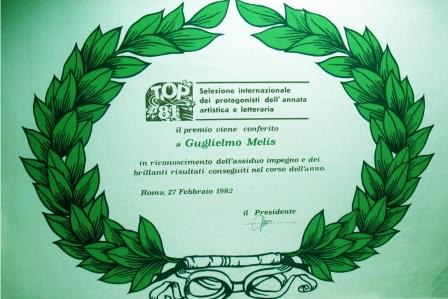 TOP
81
Selezione internazionale
dei protagonisti dell'annata
artistica e letteraria
il premio viene conferito
a Guglielmo Melis
in riconoscimento dell'assiduo impegno e dei
brillanti risultati conseguiti nel corso dell'anno.
Roma, 27 Febbraio 1982
il Presidente